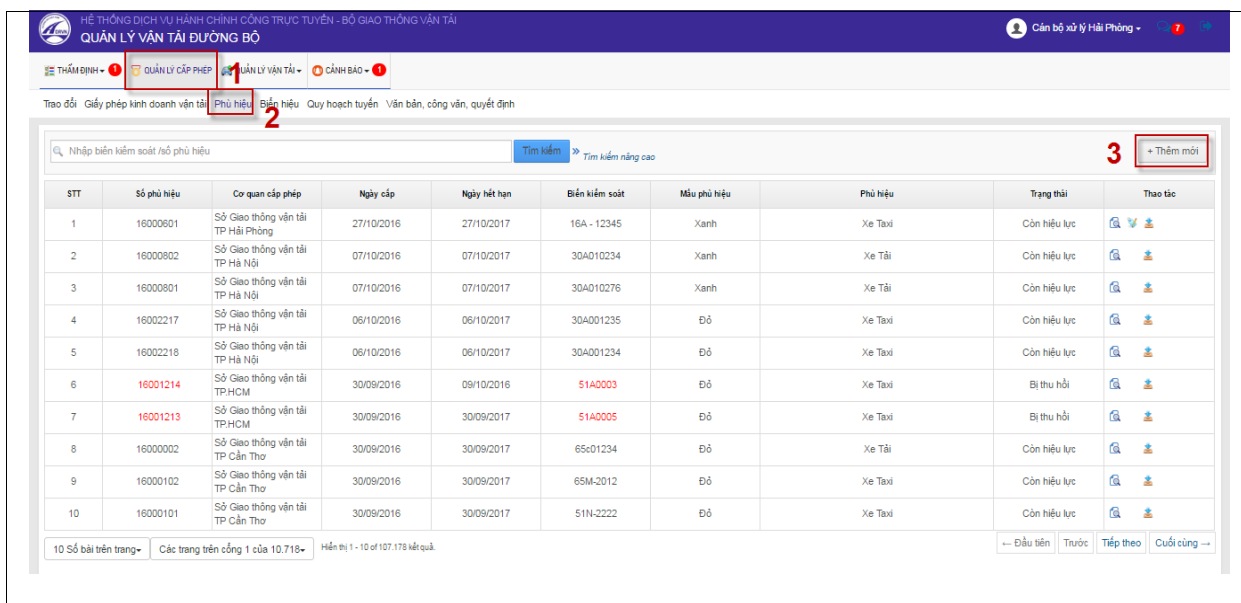 HỆ THỐNG DỊCH VỤ HÀNH CHÍNH CÔNG TRỰC TUYẾN - BỘ GIAO THÔNG VẬN TẢI
QUẢN LÝ VẬN TẢI ĐƯỜNG BỘ
Cán bộ xử lý Hải Phòng 7
THẨM ĐỊNH 1 QUẢN LÝ CẤP PHÉP 1 QUẢN LÝ VẬN TẢI CẢNH BÁO 1
Trao đổi Giấy phép kinh doanh vận tải Phù hiệu Biển hiệu Quy hoạch tuyến Văn bản, công văn, quyết định
2
Nhập biển kiểm soát /số phù hiệu Tìm kiếm » Tìm kiếm nâng cao 3 + Thêm mới
STT Số phù hiệu Cơ quan cấp phép Ngày cấp Ngày hết hạn Biển kiểm soát Mẫu phù hiệu Phù hiệu Trạng thái Thao tác
1 16000601 Sở Giao thông vận tải TP Hải Phòng 27/10/2016 27/10/2017 16A - 12345 Xanh Xe Taxi Còn hiệu lực
2 16000802 Sở Giao thông vận tải TP Hà Nội 07/10/2016 07/10/2017 30A010234 Xanh Xe Tải Còn hiệu lực
3 16000801 Sở Giao thông vận tải TP Hà Nội 07/10/2016 07/10/2017 30A010276 Xanh Xe Tải Còn hiệu lực
4 16002217 Sở Giao thông vận tải TP Hà Nội 06/10/2016 06/10/2017 30A001235 Đỏ Xe Taxi Còn hiệu lực
5 16002218 Sở Giao thông vận tải TP Hà Nội 06/10/2016 06/10/2017 30A001234 Đỏ Xe Taxi Còn hiệu lực
6 16001214 Sở Giao thông vận tải TP.HCM 30/09/2016 09/10/2016 51A0003 Đỏ Xe Taxi Bị thu hồi
7 16001213 Sở Giao thông vận tải TP.HCM 30/09/2016 30/09/2017 51A0005 Đỏ Xe Taxi Bị thu hồi
8 16000002 Sở Giao thông vận tải TP Cần Thơ 30/09/2016 30/09/2017 65c01234 Đỏ Xe Tải Còn hiệu lực
9 16000102 Sở Giao thông vận tải TP Cần Thơ 30/09/2016 30/09/2017 65M-2012 Đỏ Xe Taxi Còn hiệu lực
10 16000101 Sở Giao thông vận tải TP Cần Thơ 30/09/2016 30/09/2017 51N-2222 Đỏ Xe Taxi Còn hiệu lực
10 Số bài trên trang Các trang trên cổng 1 của 10.718 Hiển thị 1 - 10 of 107.178 kết quả. ← Đầu tiên Trước Tiếp theo Cuối cùng →